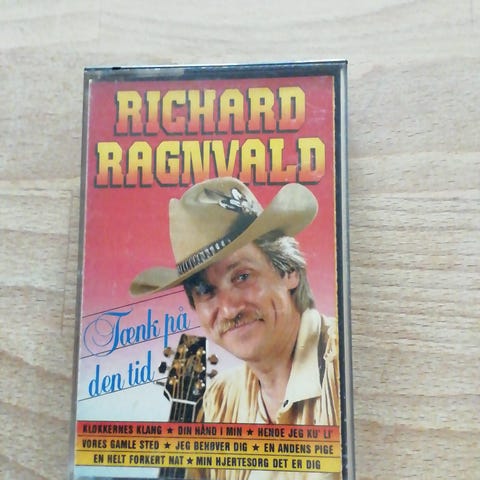 RICHARD
RAGNVALD
Tænk på
den tid
KLOKKERNES KLANG ★ DIN HÅND I MIN ★ HENDE JEG KU' LI'
VORES GAMLE STED ★ JEG BEHØVER DIG ★ EN ANDENS PIGE
EN HELT FORKERT NAT ★ MIN HJERTESORG DET ER DIG